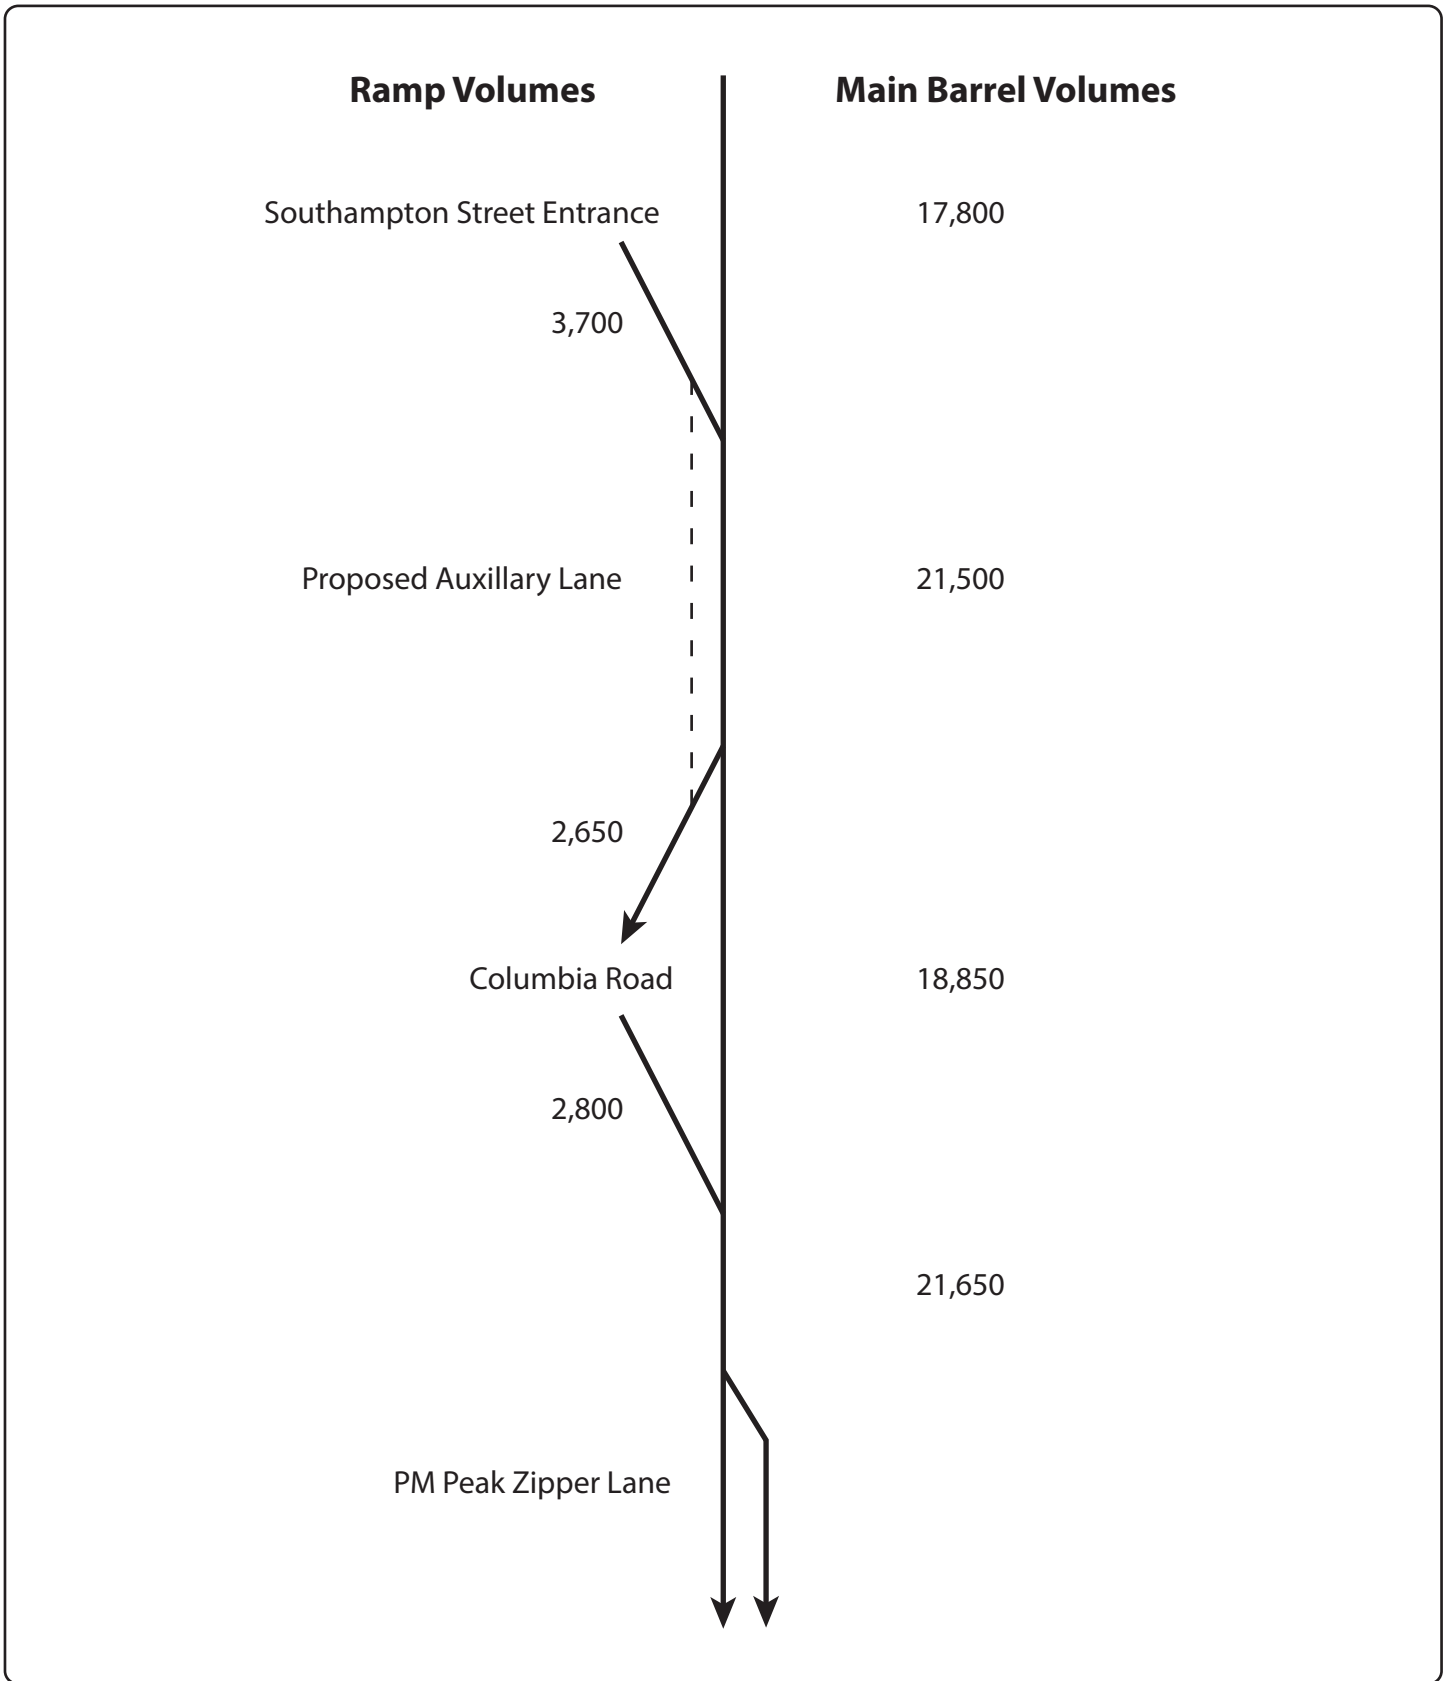 Ramp Volumes
Main Barrel Volumes
Southampton Street Entrance
17,800
3,700
Proposed Auxillary Lane
21,500
2,650
Columbia Road
18,850
2,800
21,650
PM Peak Zipper Lane